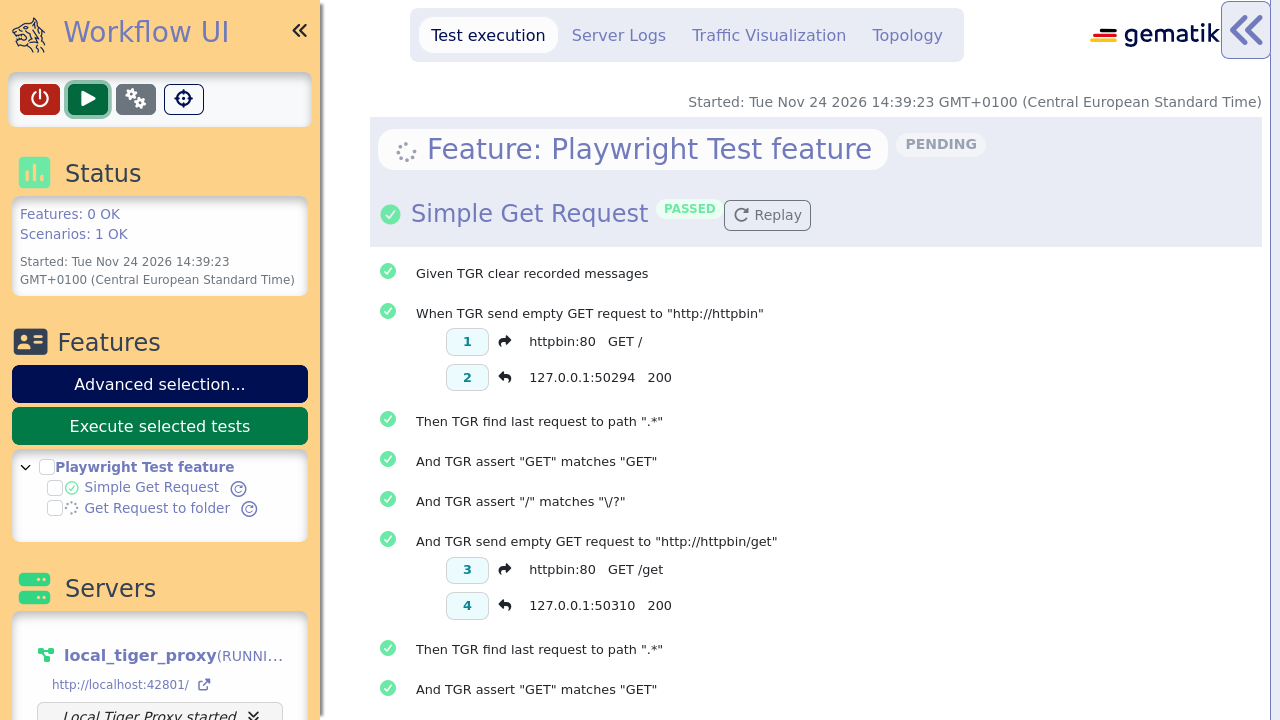 Workflow UI
Status
Features: 0 OK
Scenarios: 1 OK
Started: Tue Nov 24 2026 14:39:23
GMT+0100 (Central European Standard Time)
Features
Advanced selection...
Execute selected tests
Playwright Test feature
Simple Get Request
Get Request to folder
Servers
local_tiger_proxy(RUNNI...
http://localhost:42801/
Local Tiger Proxy started
Test execution
Server Logs
Traffic Visualization
Topology
gematik
Started: Tue Nov 24 2026 14:39:23 GMT+0100 (Central European Standard Time)
Feature: Playwright Test feature PENDING
Simple Get Request PASSED Replay
Given TGR clear recorded messages
When TGR send empty GET request to "http://httpbin"
1 httpbin:80 GET /
2 127.0.0.1:50294 200
Then TGR find last request to path ".*"
And TGR assert "GET" matches "GET"
And TGR assert "/" matches "\/?"
And TGR send empty GET request to "http://httpbin/get"
3 httpbin:80 GET /get
4 127.0.0.1:50310 200
Then TGR find last request to path ".*"
And TGR assert "GET" matches "GET"